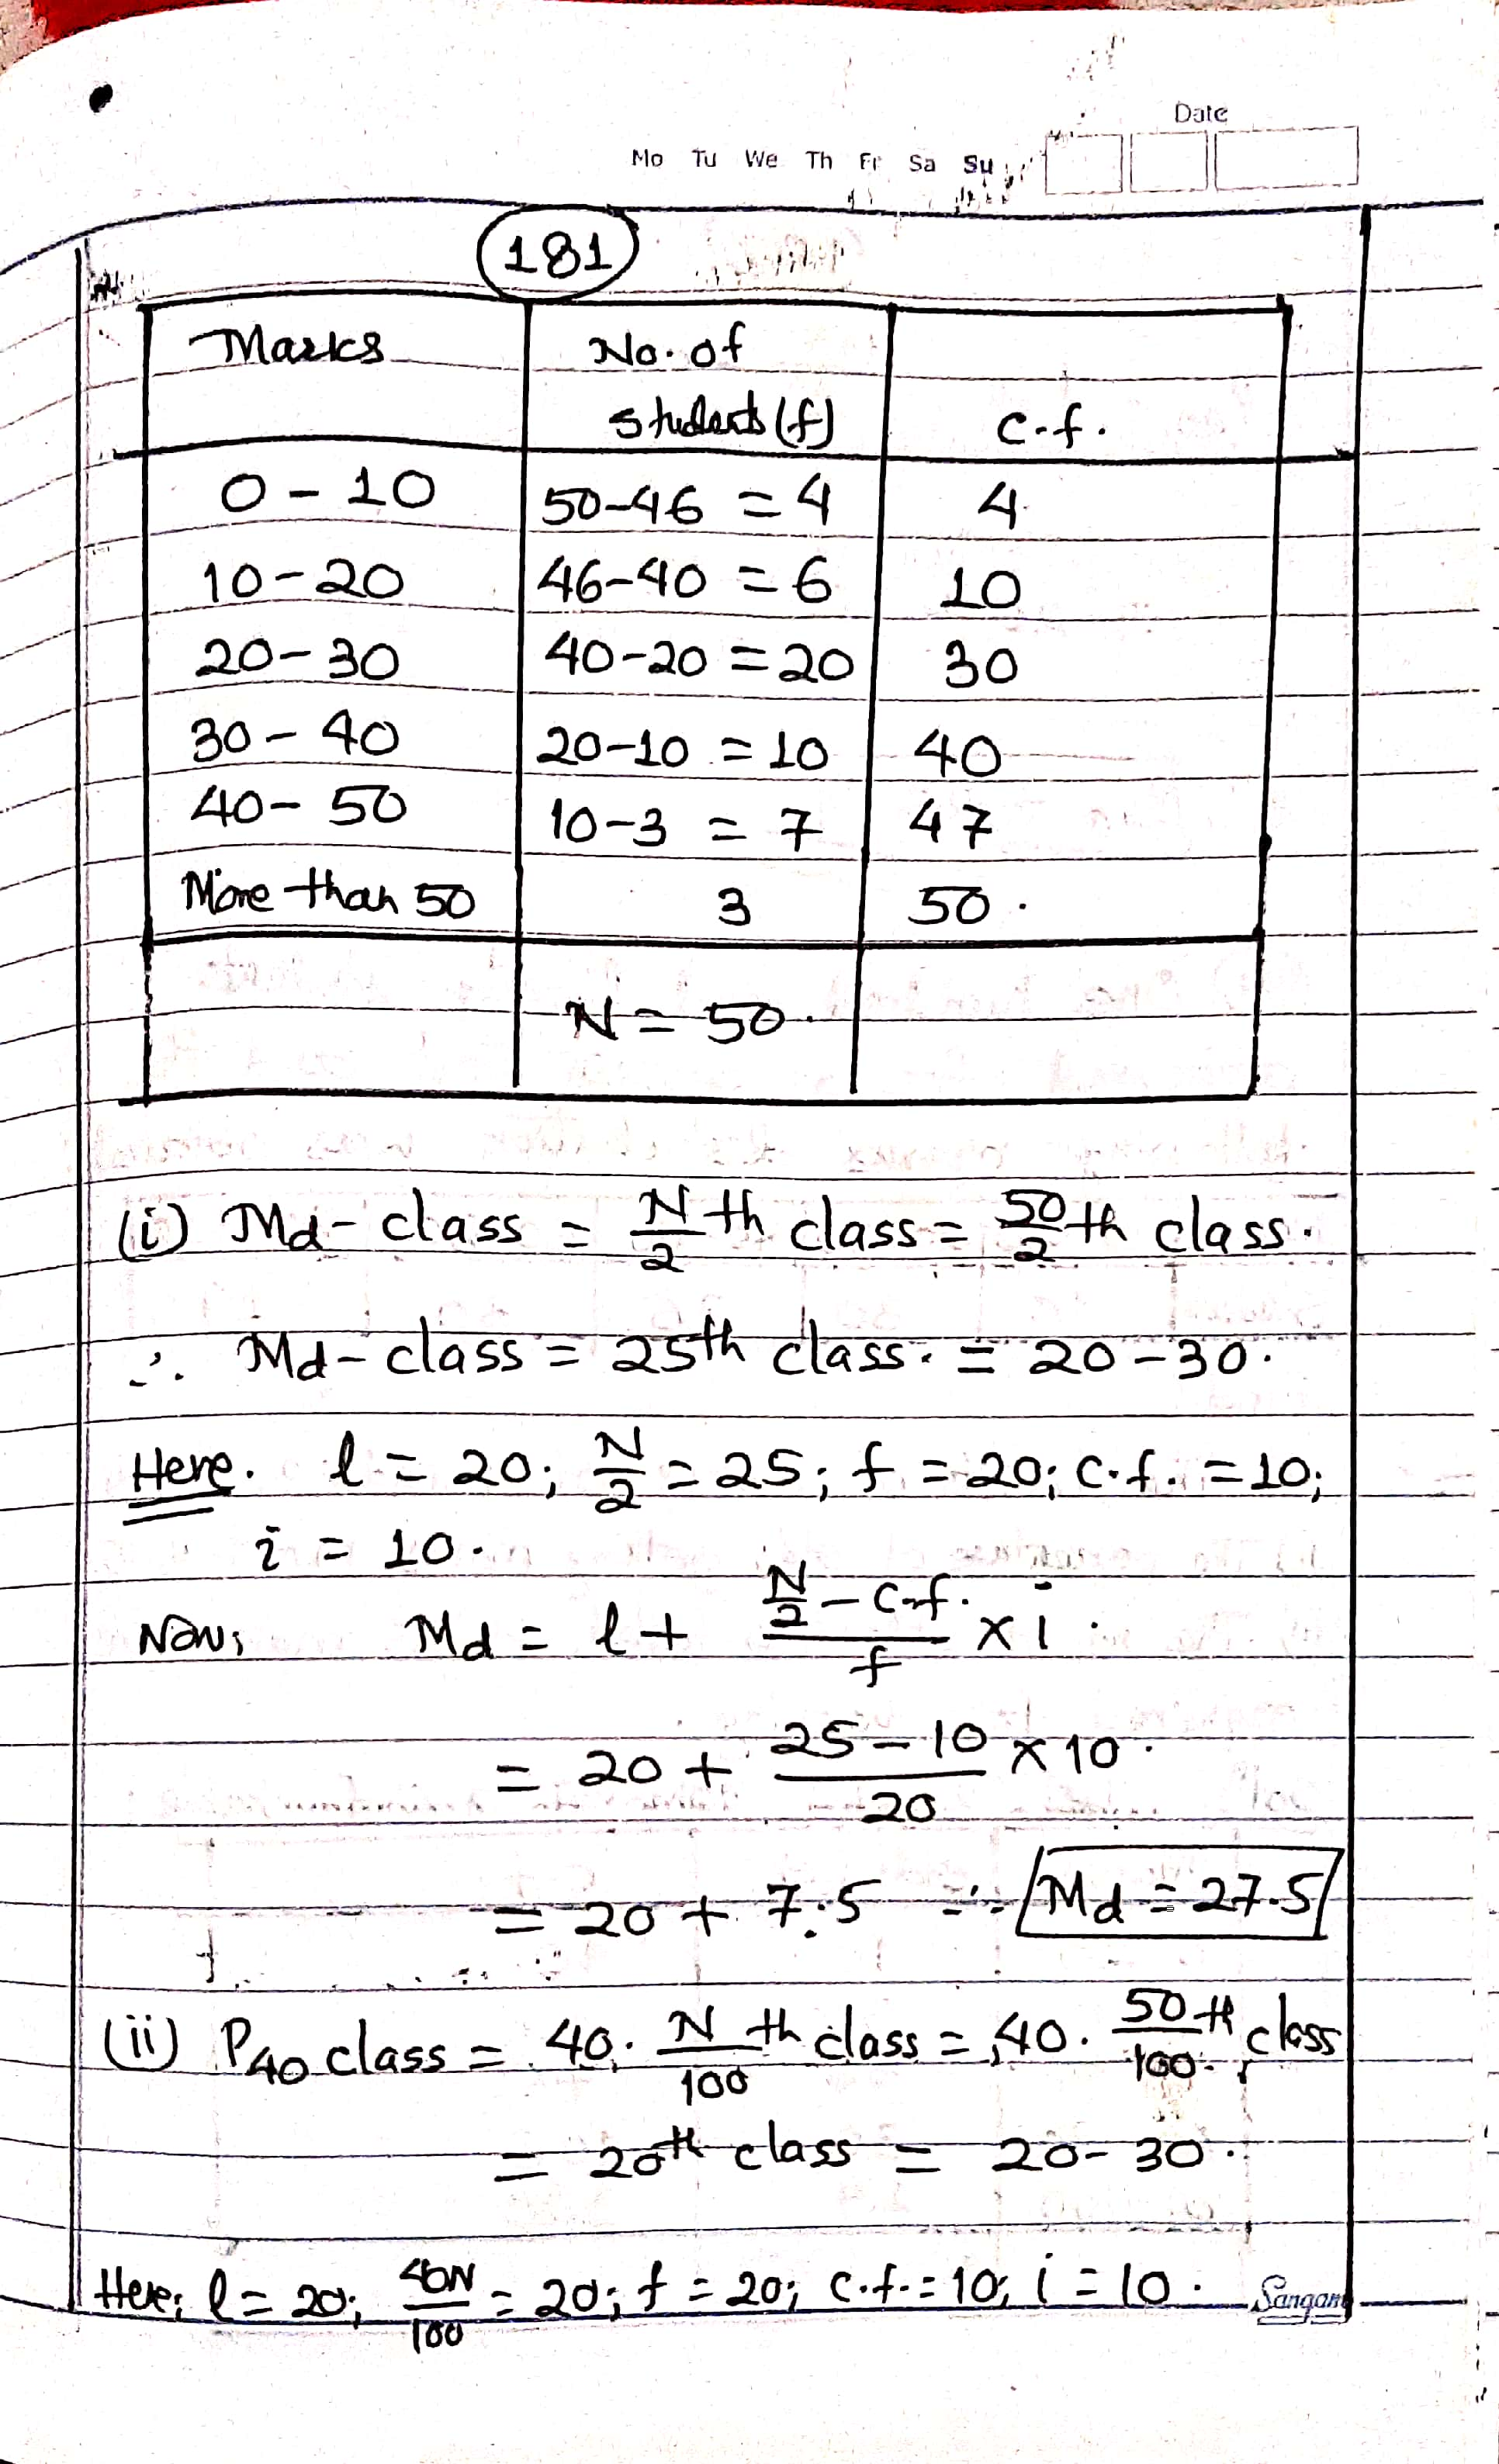 Date
Mo Tu We Th Fr Sa Su
181
Marks No. of students (f) c.f.
0 - 10 50-46 = 4 4
10-20 46-40 = 6 10
20-30 40-20 = 20 30
30-40 20-10 = 10 40
40-50 10-3 = 7 47
More than 50 3 50.
N = 50.
(i) Md-class = N/2 th class = 50/2 th class.
∴ Md-class = 25th class. = 20-30.
Here. l = 20; N/2 = 25; f = 20; c.f. = 10;
i = 10.
Now; Md = l + (N/2 - c.f.)/f × i.
= 20 + (25-10)/20 × 10.
= 20 + 7.5 ∴ Md = 27.5
(ii) P40 class = 40. N/100 th class = 40. 50/100 th class
= 20th class = 20-30.
Here; l = 20; 40N/100 = 20; f = 20; c.f. = 10; i = 10. Sangam